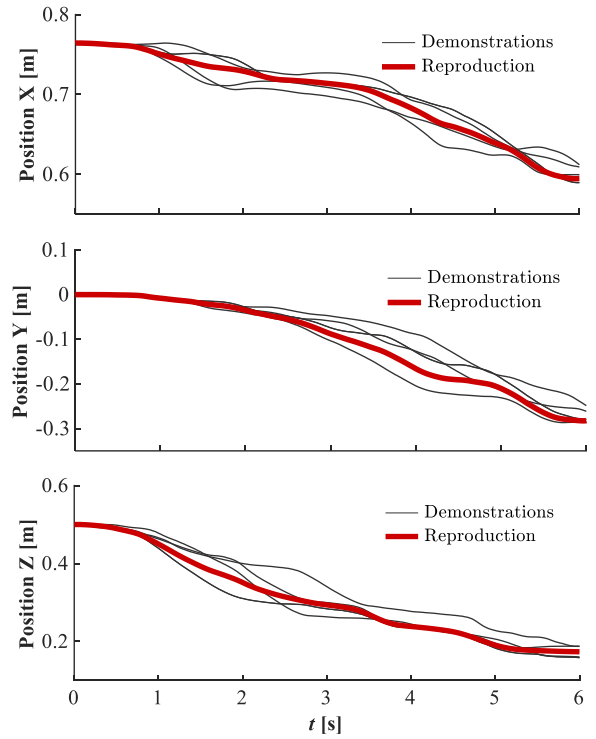 0.8
Demonstrations
Reproduction
0.7
0.6
Position X [m]
0.1
Demonstrations
0
Reproduction
-0.1
-0.2
-0.3
Position Y [m]
0.6
Demonstrations
Reproduction
0.4
0.2
Position Z [m]
0 1 2 3 4 5 6
t [s]